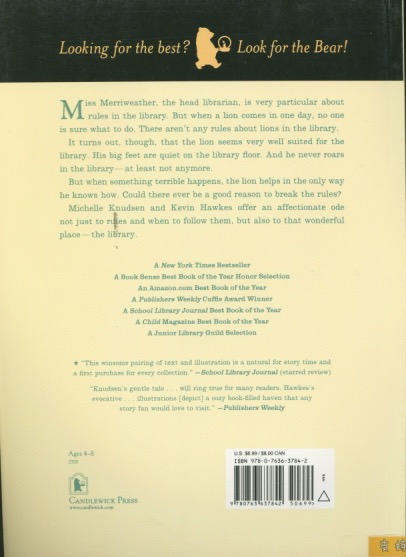 Looking for the best? Look for the Bear!
Miss Merriweather, the head librarian, is very particular about
rules in the library. But when a lion comes in one day, no one
is sure what to do. There aren't any rules about lions in the library.
It turns out, though, that the lion seems very well suited for the
library. His big feet are quiet on the library floor. And he never roars
in the library—at least not anymore.
But when something terrible happens, the lion helps in the only way
he knows how. Could there ever be a good reason to break the rules?
Michelle Knudsen and Kevin Hawkes offer an affectionate ode
not just to rules and when to follow them, but also to that wonderful
place—the library.
A New York Times Bestseller
A Book Sense Best Book of the Year Honor Selection
An Amazon.com Best Book of the Year
A Publishers Weekly Cuffie Award Winner
A School Library Journal Best Book of the Year
A Child Magazine Best Book of the Year
A Junior Library Guild Selection
★ "This winsome pairing of text and illustration is a natural for story time and
a first purchase for every collection." —School Library Journal (starred review)
"Knudsen's gentle tale . . . will ring true for many readers. Hawkes's
evocative . . . illustrations [depict] a cozy book-filled haven that any
story fan would love to visit." —Publishers Weekly
Ages 4–8
CANDLEWICK PRESS
www.candlewick.com
U.S. $6.99 / $8.00 CAN
ISBN 978-0-7636-3784-2
9 780763 637842
50699